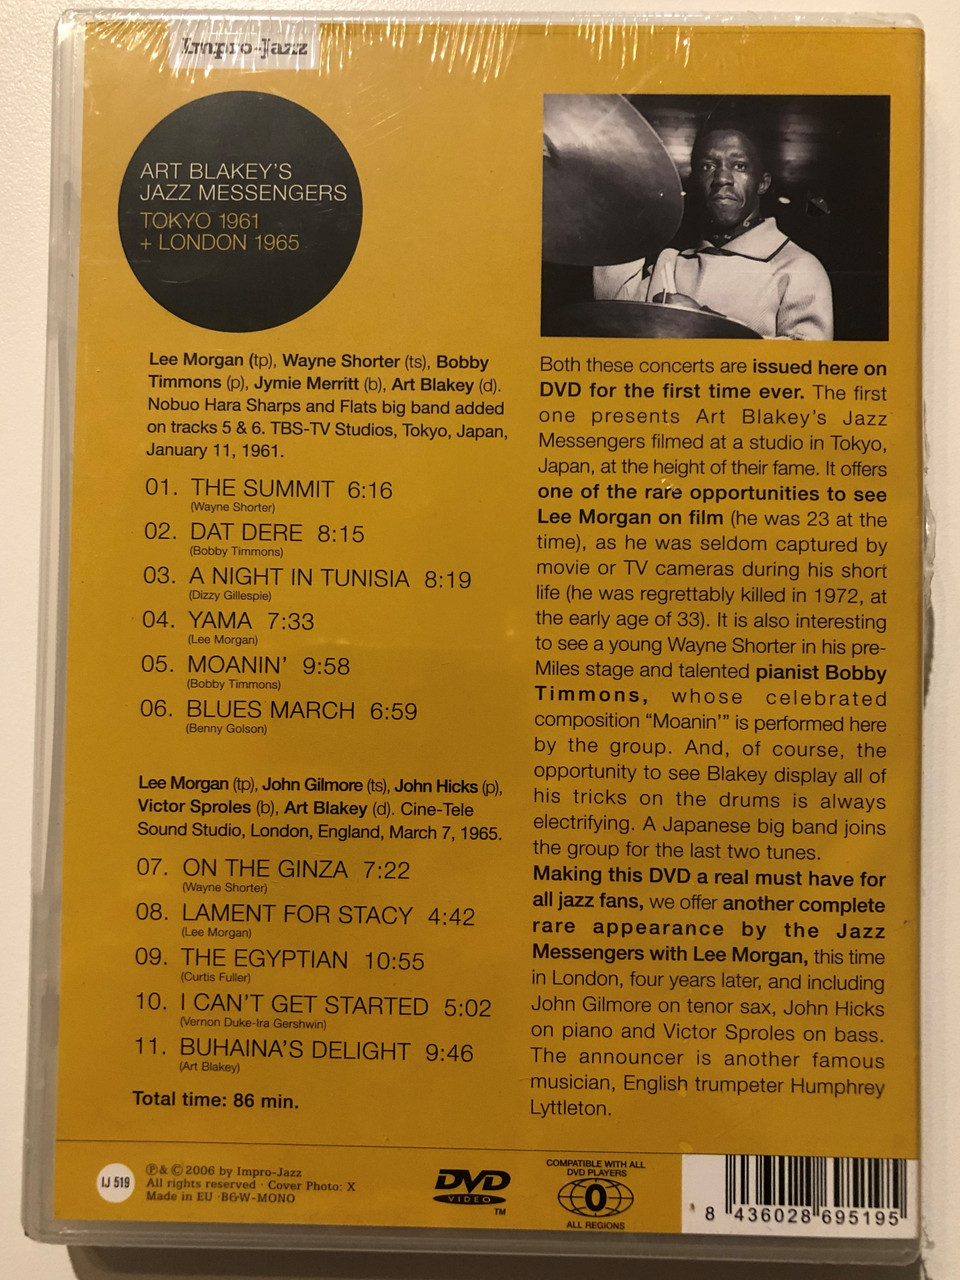 Impro-Jazz
ART BLAKEY'S
JAZZ MESSENGERS
TOKYO 1961
+ LONDON 1965
Lee Morgan (tp), Wayne Shorter (ts), Bobby
Timmons (p), Jymie Merritt (b), Art Blakey (d).
Nobuo Hara Sharps and Flats big band added
on tracks 5 & 6. TBS-TV Studios, Tokyo, Japan,
January 11, 1961.
01. THE SUMMIT 6:16
(Wayne Shorter)
02. DAT DERE 8:15
(Bobby Timmons)
03. A NIGHT IN TUNISIA 8:19
(Dizzy Gillespie)
04. YAMA 7:33
(Lee Morgan)
05. MOANIN' 9:58
(Bobby Timmons)
06. BLUES MARCH 6:59
(Benny Golson)
Lee Morgan (tp), John Gilmore (ts), John Hicks (p),
Victor Sproles (b), Art Blakey (d). Cine-Tele
Sound Studio, London, England, March 7, 1965.
07. ON THE GINZA 7:22
(Wayne Shorter)
08. LAMENT FOR STACY 4:42
(Lee Morgan)
09. THE EGYPTIAN 10:55
(Curtis Fuller)
10. I CAN'T GET STARTED 5:02
(Vernon Duke-Ira Gershwin)
11. BUHAINA'S DELIGHT 9:46
(Art Blakey)
Total time: 86 min.
Both these concerts are issued here on
DVD for the first time ever. The first
one presents Art Blakey's Jazz
Messengers filmed at a studio in Tokyo,
Japan, at the height of their fame. It offers
one of the rare opportunities to see
Lee Morgan on film (he was 23 at the
time), as he was seldom captured by
movie or TV cameras during his short
life (he was regrettably killed in 1972, at
the early age of 33). It is also interesting
to see a young Wayne Shorter in his pre-
Miles stage and talented pianist Bobby
Timmons, whose celebrated
composition "Moanin'" is performed here
by the group. And, of course, the
opportunity to see Blakey display all of
his tricks on the drums is always
electrifying. A Japanese big band joins
the group for the last two tunes.
Making this DVD a real must have for
all jazz fans, we offer another complete
rare appearance by the Jazz
Messengers with Lee Morgan, this time
in London, four years later, and including
John Gilmore on tenor sax, John Hicks
on piano and Victor Sproles on bass.
The announcer is another famous
musician, English trumpeter Humphrey
Lyttleton.
IJ 519
℗ & © 2006 by Impro-Jazz
All rights reserved · Cover Photo: X
Made in EU · B&W-MONO
DVD
VIDEO
TM
COMPATIBLE WITH ALL
DVD PLAYERS
0
ALL REGIONS
8 436028 695195